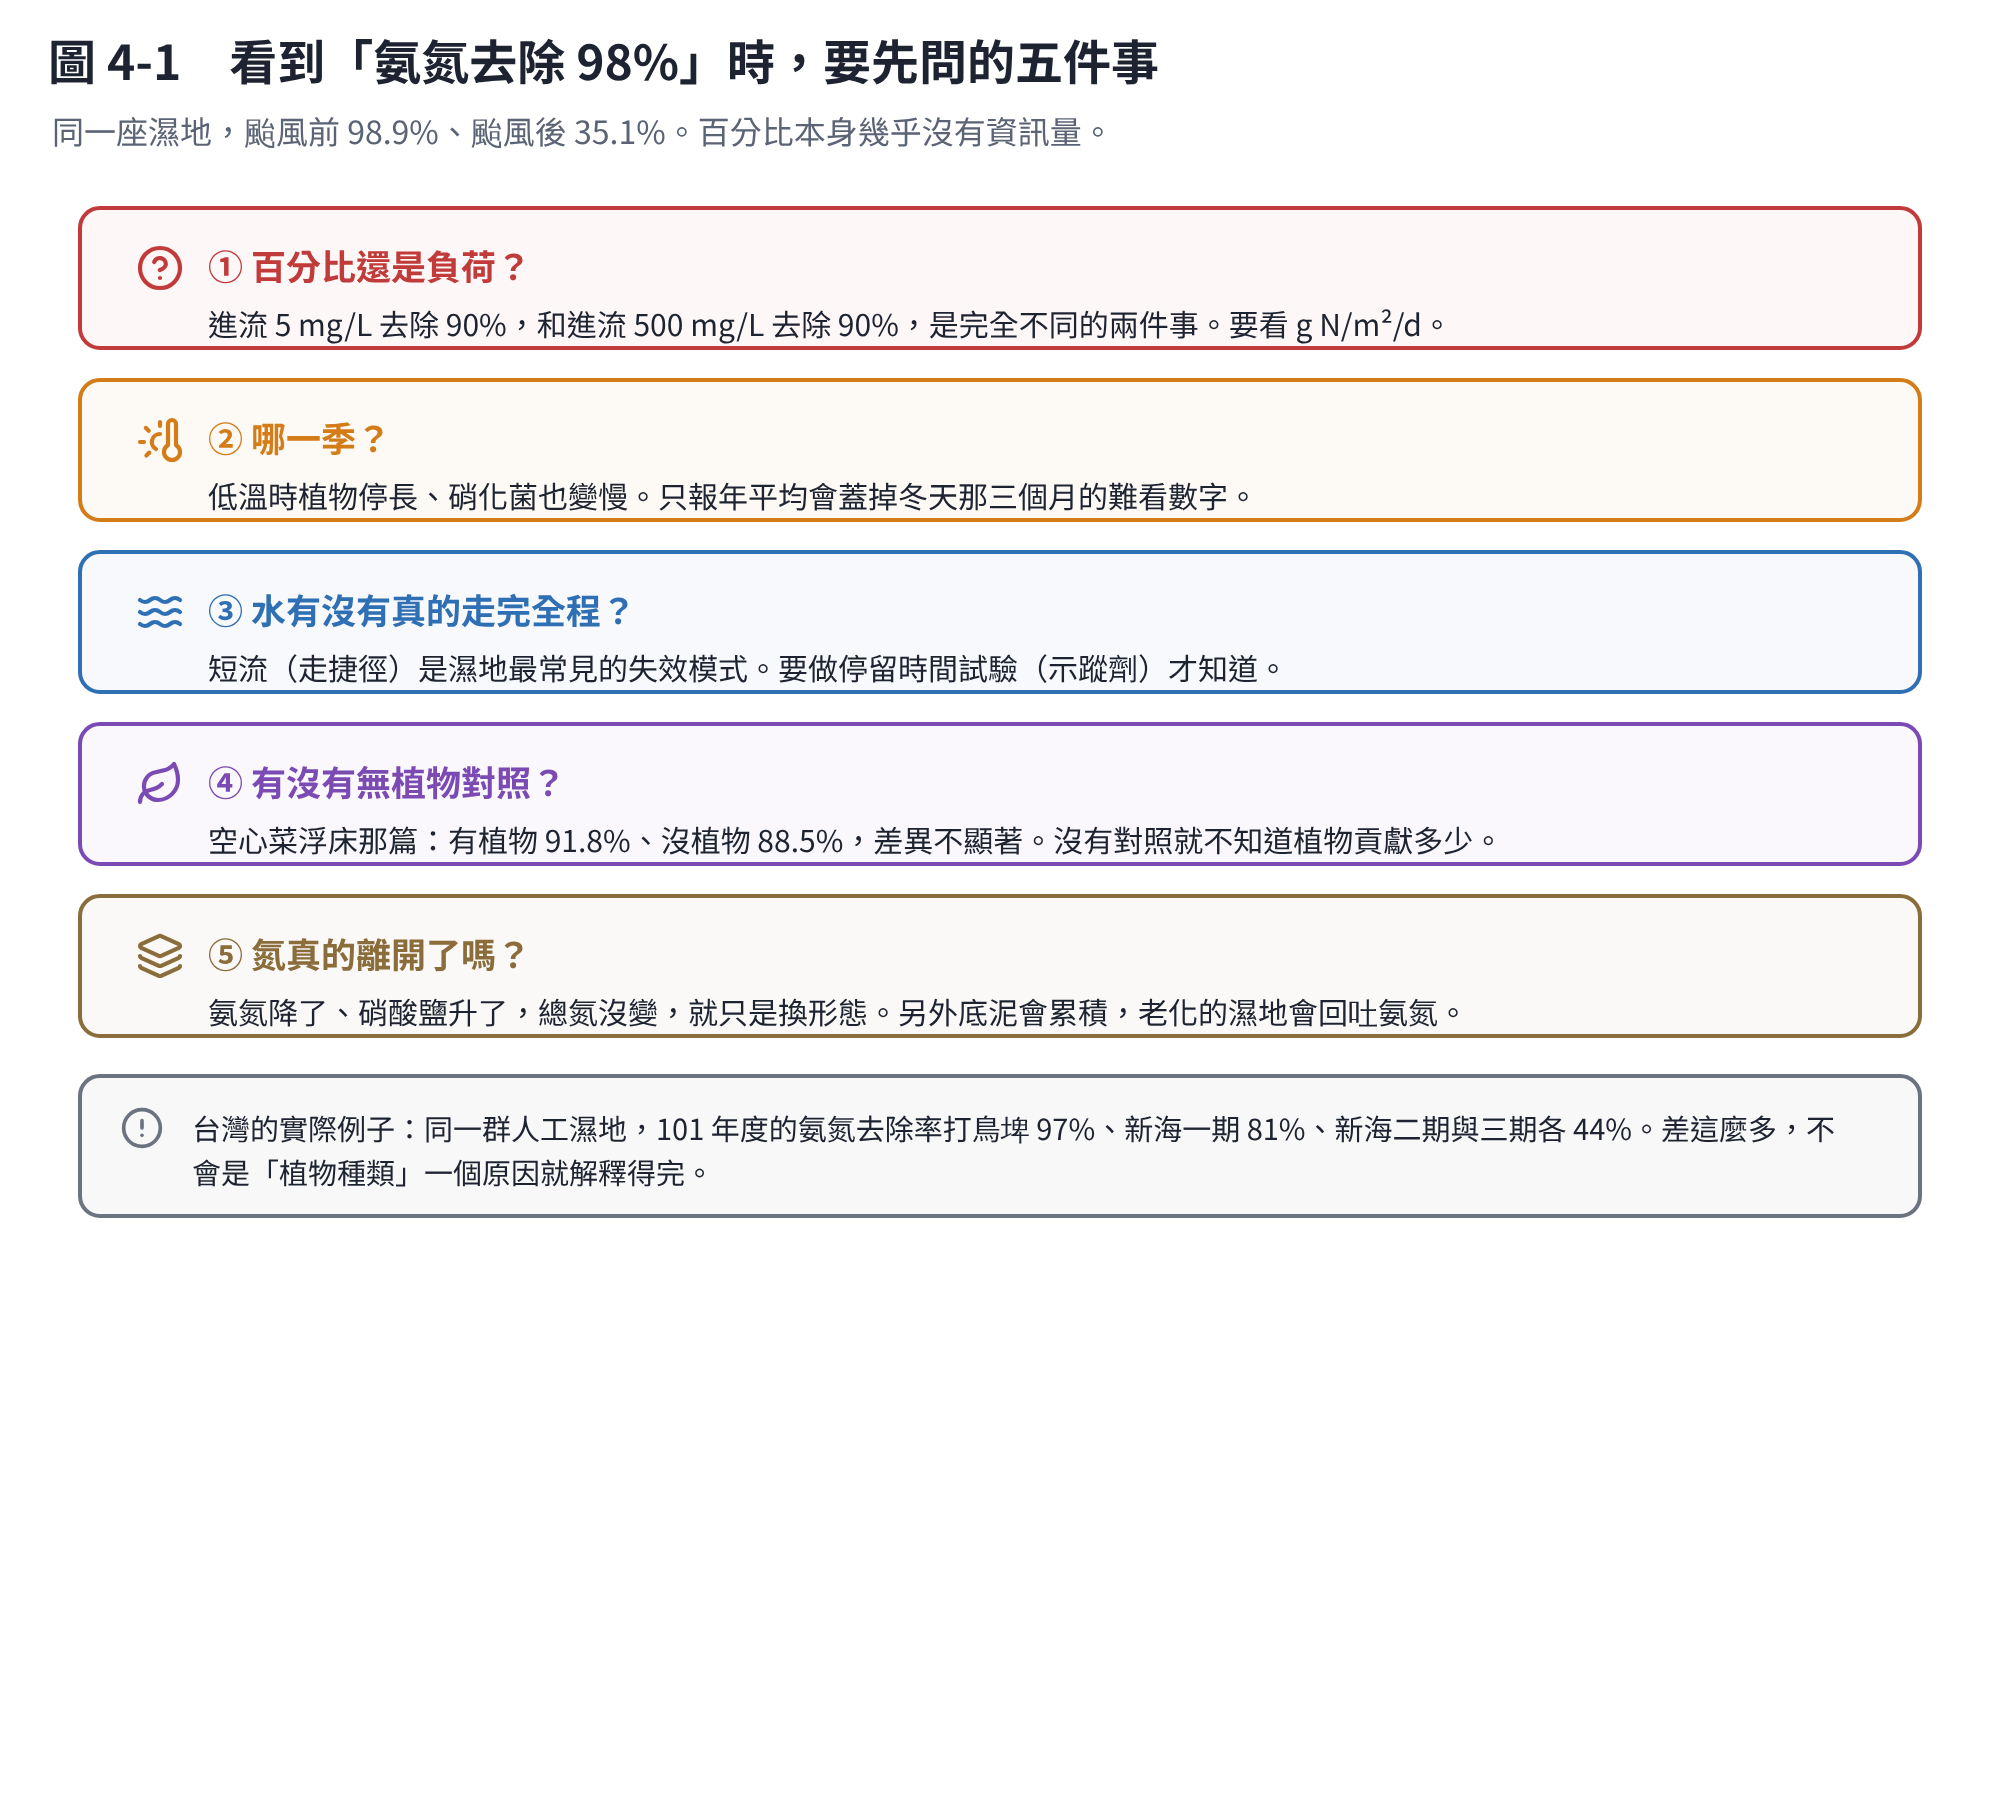 圖 4-1　看到「氨氮去除 98%」時，要先問的五件事
同一座濕地，颱風前 98.9%、颱風後 35.1%。百分比本身幾乎沒有資訊量。
① 百分比還是負荷？
進流 5 mg/L 去除 90%，和進流 500 mg/L 去除 90%，是完全不同的兩件事。要看 g N/m²/d。
② 哪一季？
低溫時植物停長、硝化菌也變慢。只報年平均會蓋掉冬天那三個月的難看數字。
③ 水有沒有真的走完全程？
短流（走捷徑）是濕地最常見的失效模式。要做停留時間試驗（示蹤劑）才知道。
④ 有沒有無植物對照？
空心菜浮床那篇：有植物 91.8%、沒植物 88.5%，差異不顯著。沒有對照就不知道植物貢獻多少。
⑤ 氮真的離開了嗎？
氨氮降了、硝酸鹽升了，總氮沒變，就只是換形態。另外底泥會累積，老化的濕地會回吐氨氮。
台灣的實際例子：同一群人工濕地，101 年度的氨氮去除率打鳥埤 97%、新海一期 81%、新海二期與三期各 44%。差這麼多，不
會是「植物種類」一個原因就解釋得完。